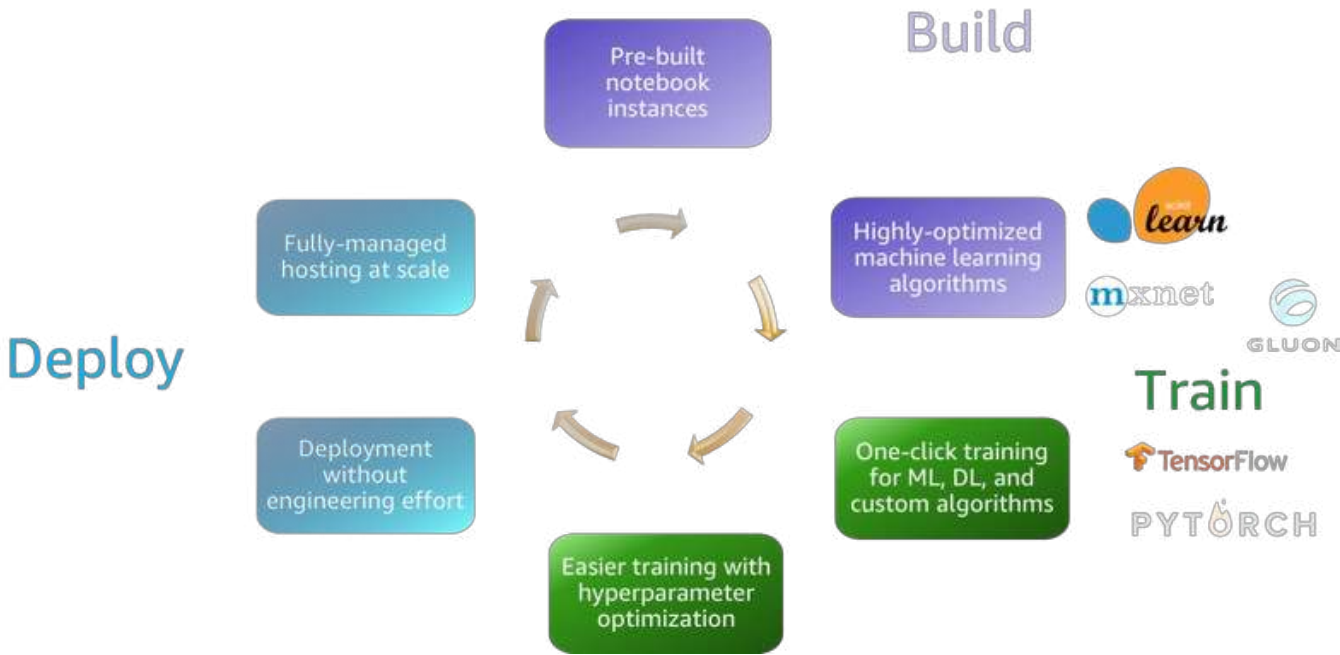 Build
Pre-built
notebook
instances
Highly-optimized
machine learning
algorithms
scikit
learn
mxnet
GLUON
Train
One-click training
for ML, DL, and
custom algorithms
TensorFlow
PYTORCH
Easier training with
hyperparameter
optimization
Deployment
without
engineering effort
Deploy
Fully-managed
hosting at scale